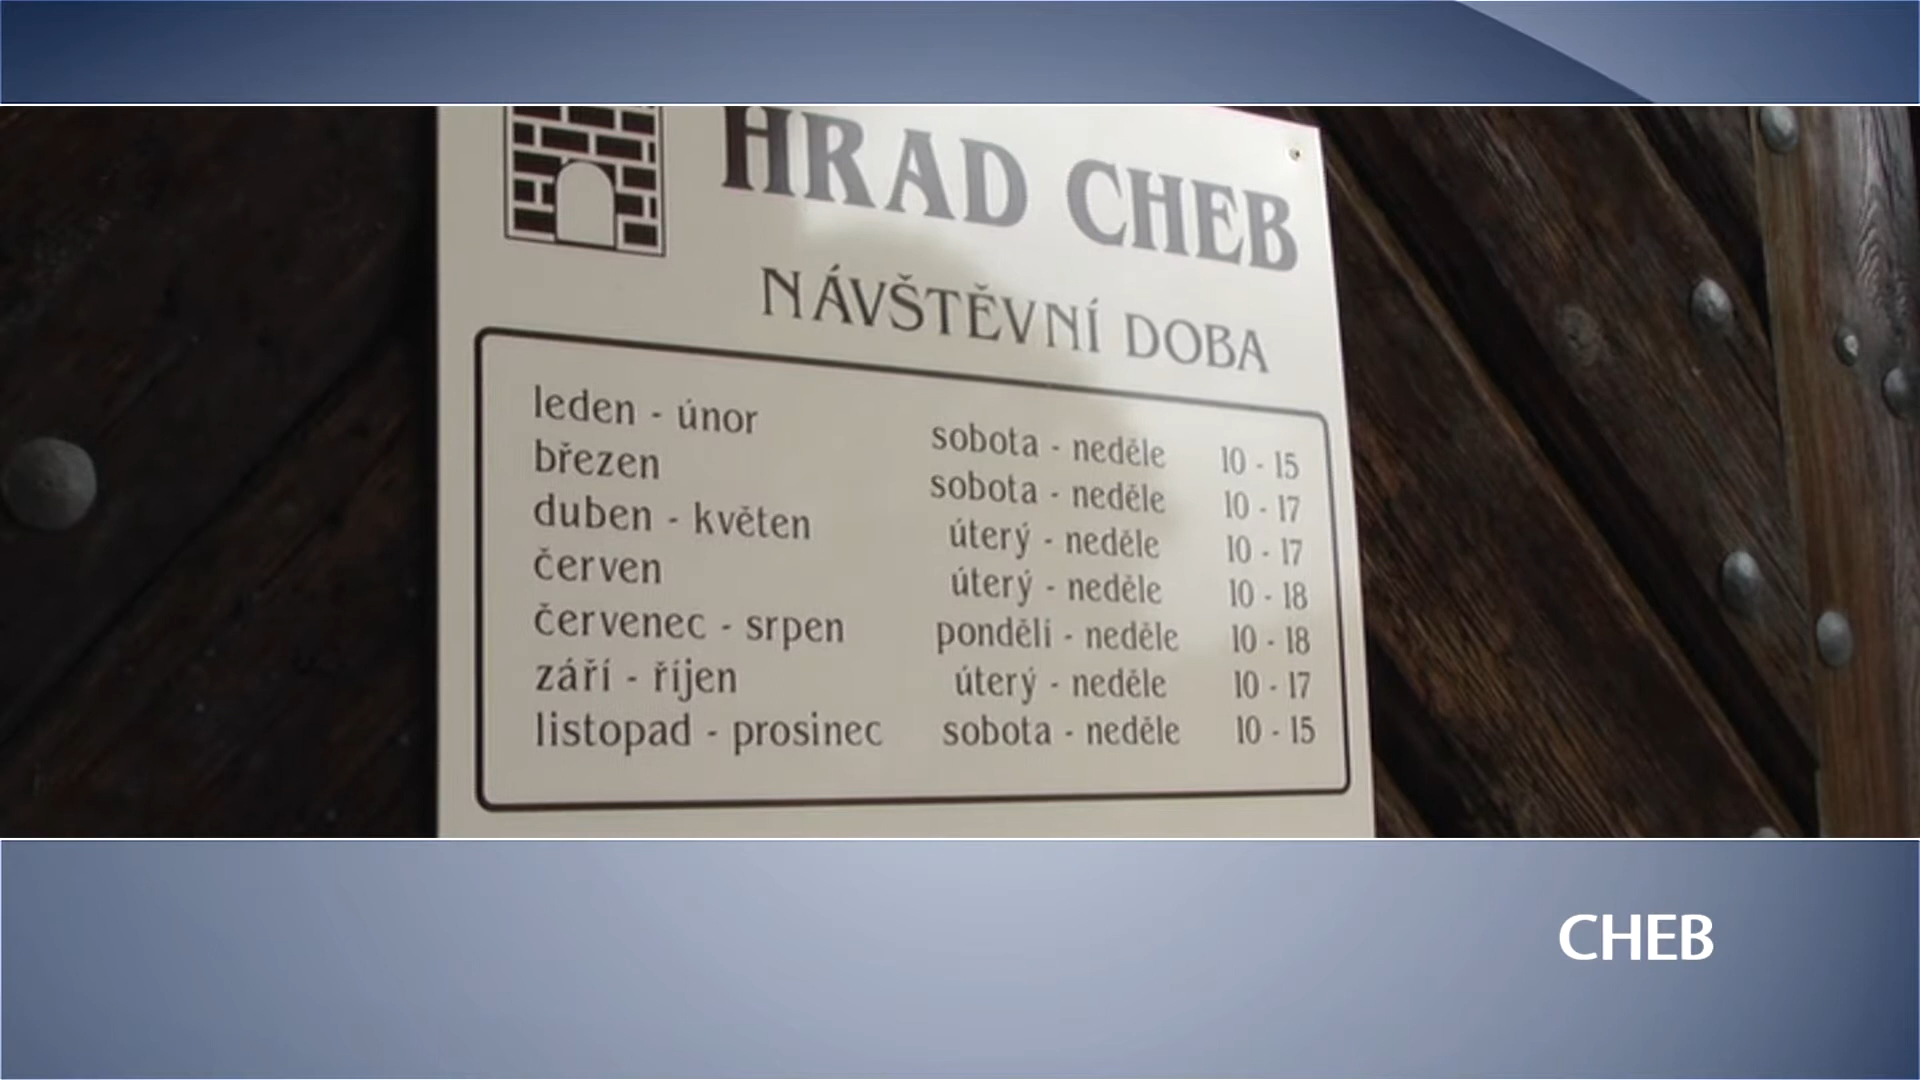 HRAD CHEB
NÁVŠTĚVNÍ DOBA
leden - únor sobota - neděle 10 - 15
březen sobota - neděle 10 - 17
duben - květen úterý - neděle 10 - 17
červen úterý - neděle 10 - 18
červenec - srpen pondělí - neděle 10 - 18
září - říjen úterý - neděle 10 - 17
listopad - prosinec sobota - neděle 10 - 15
CHEB